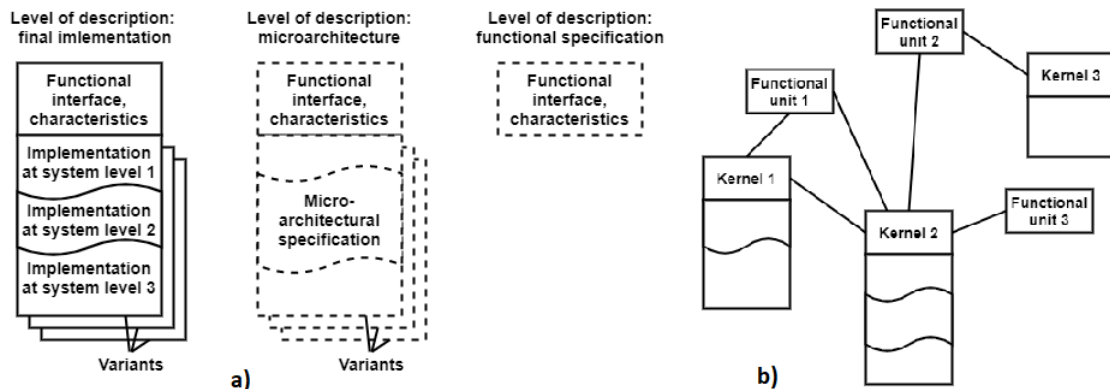 Level of description:
final imlementation
Functional
interface,
characteristics
Implementation
at system level 1
Implementation
at system level 2
Implementation
at system level 3
Variants
Level of description:
microarchitecture
Functional
interface,
characteristics
Micro-
architectural
specification
Variants
Level of description:
functional specification
Functional
interface,
characteristics
a)
Functional
unit 2
Kernel 3
Functional
unit 1
Kernel 1
Functional
unit 3
Kernel 2
b)